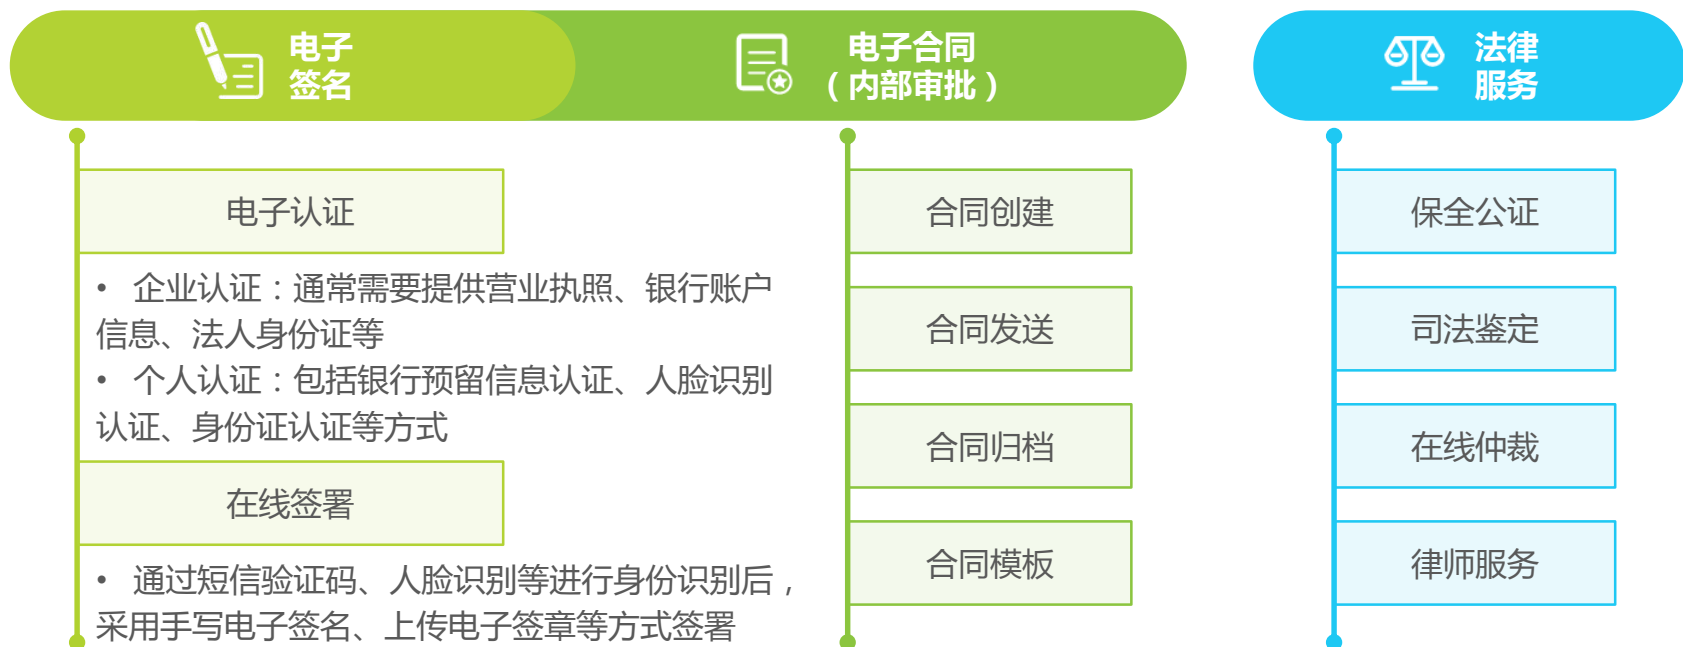 电子
签名
电子认证
• 企业认证：通常需要提供营业执照、银行账户
信息、法人身份证等
• 个人认证：包括银行预留信息认证、人脸识别
认证、身份证认证等方式
在线签署
• 通过短信验证码、人脸识别等进行身份识别后，
采用手写电子签名、上传电子签章等方式签署
电子合同
（内部审批）
合同创建
合同发送
合同归档
合同模板
法律
服务
保全公证
司法鉴定
在线仲裁
律师服务